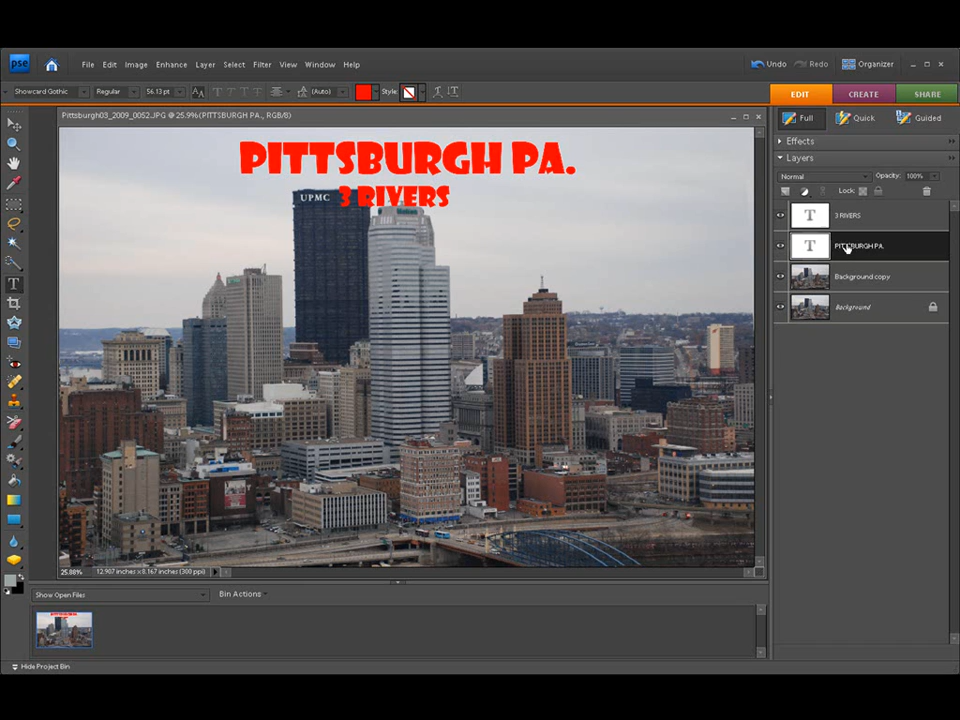 pse File Edit Image Enhance Layer Select Filter View Window Help Undo Redo Organizer
Showcard Gothic Regular 56.13 pt (Auto) Style: EDIT CREATE SHARE
Pittsburgh03_2009_0052.JPG @ 25.9% (PITTSBURGH PA., RGB/8) Full Quick Guided
Effects
Layers
Normal Opacity: 100%
Lock:
PITTSBURGH PA.
3 RIVERS
UPMC
3 RIVERS
PITTSBURGH PA.
Background copy
Background
25.88% 12.907 inches x 8.167 inches (300 ppi)
Show Open Files Bin Actions
Hide Project Bin